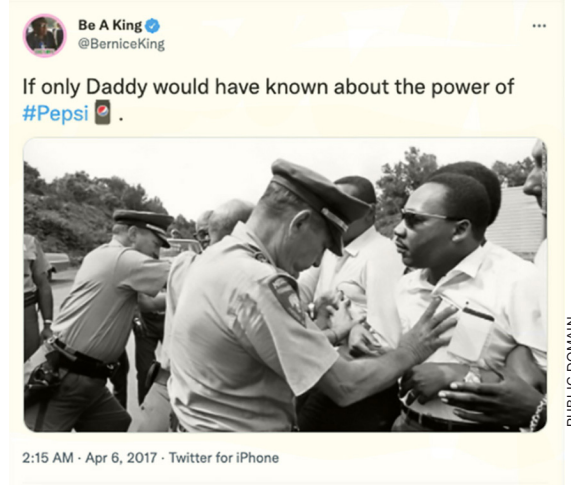 Be A King
@BerniceKing
If only Daddy would have known about the power of
#Pepsi .
2:15 AM · Apr 6, 2017 · Twitter for iPhone
PUBLIC DOMAIN